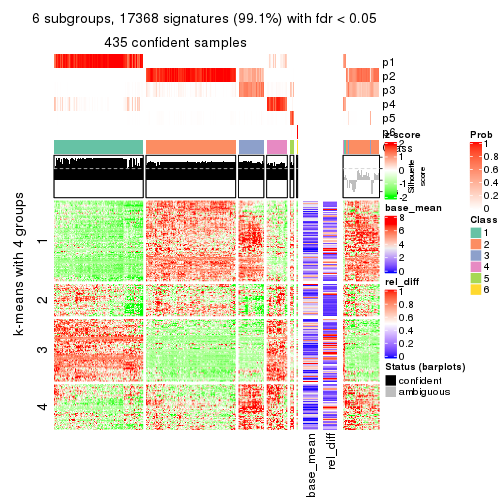 6 subgroups, 17368 signatures (99.1%) with fdr < 0.05
435 confident samples
p1
p2
p3
p4
p5
p6
Class
Silhouette
score
k-means with 4 groups
1
2
3
4
base_mean
rel_diff
z-score
2
1
0
-1
-2
base_mean
8
6
4
2
0
rel_diff
1
0.8
0.6
0.4
0.2
0
Status (barplots)
confident
ambiguous
Prob
1
0.8
0.6
0.4
0.2
0
Class
1
2
3
4
5
6